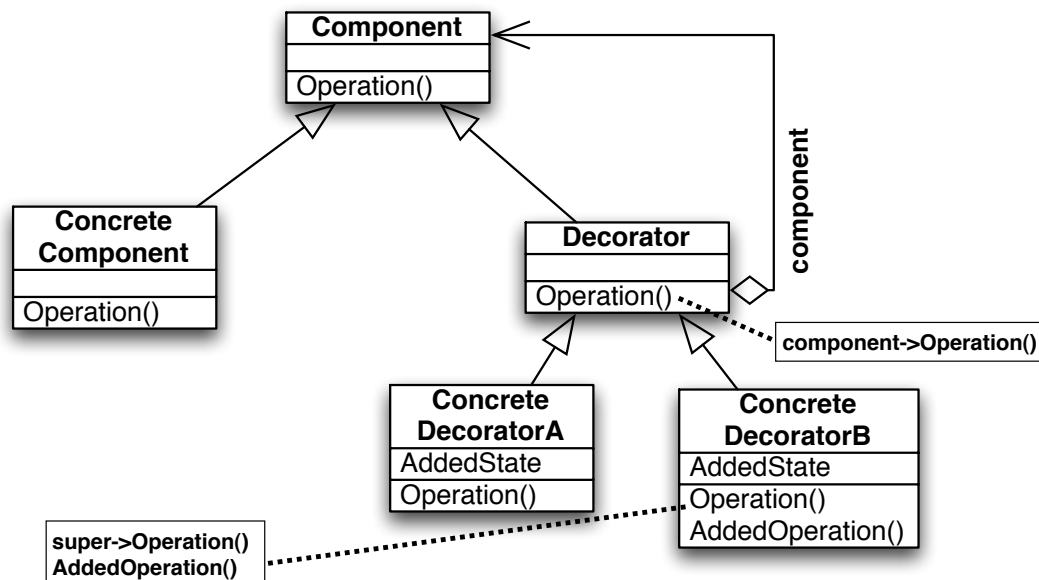 Component
Operation()
component
Concrete
Component
Operation()
Decorator
Operation()
component->Operation()
Concrete
DecoratorA
AddedState
Operation()
Concrete
DecoratorB
AddedState
Operation()
AddedOperation()
super->Operation()
AddedOperation()